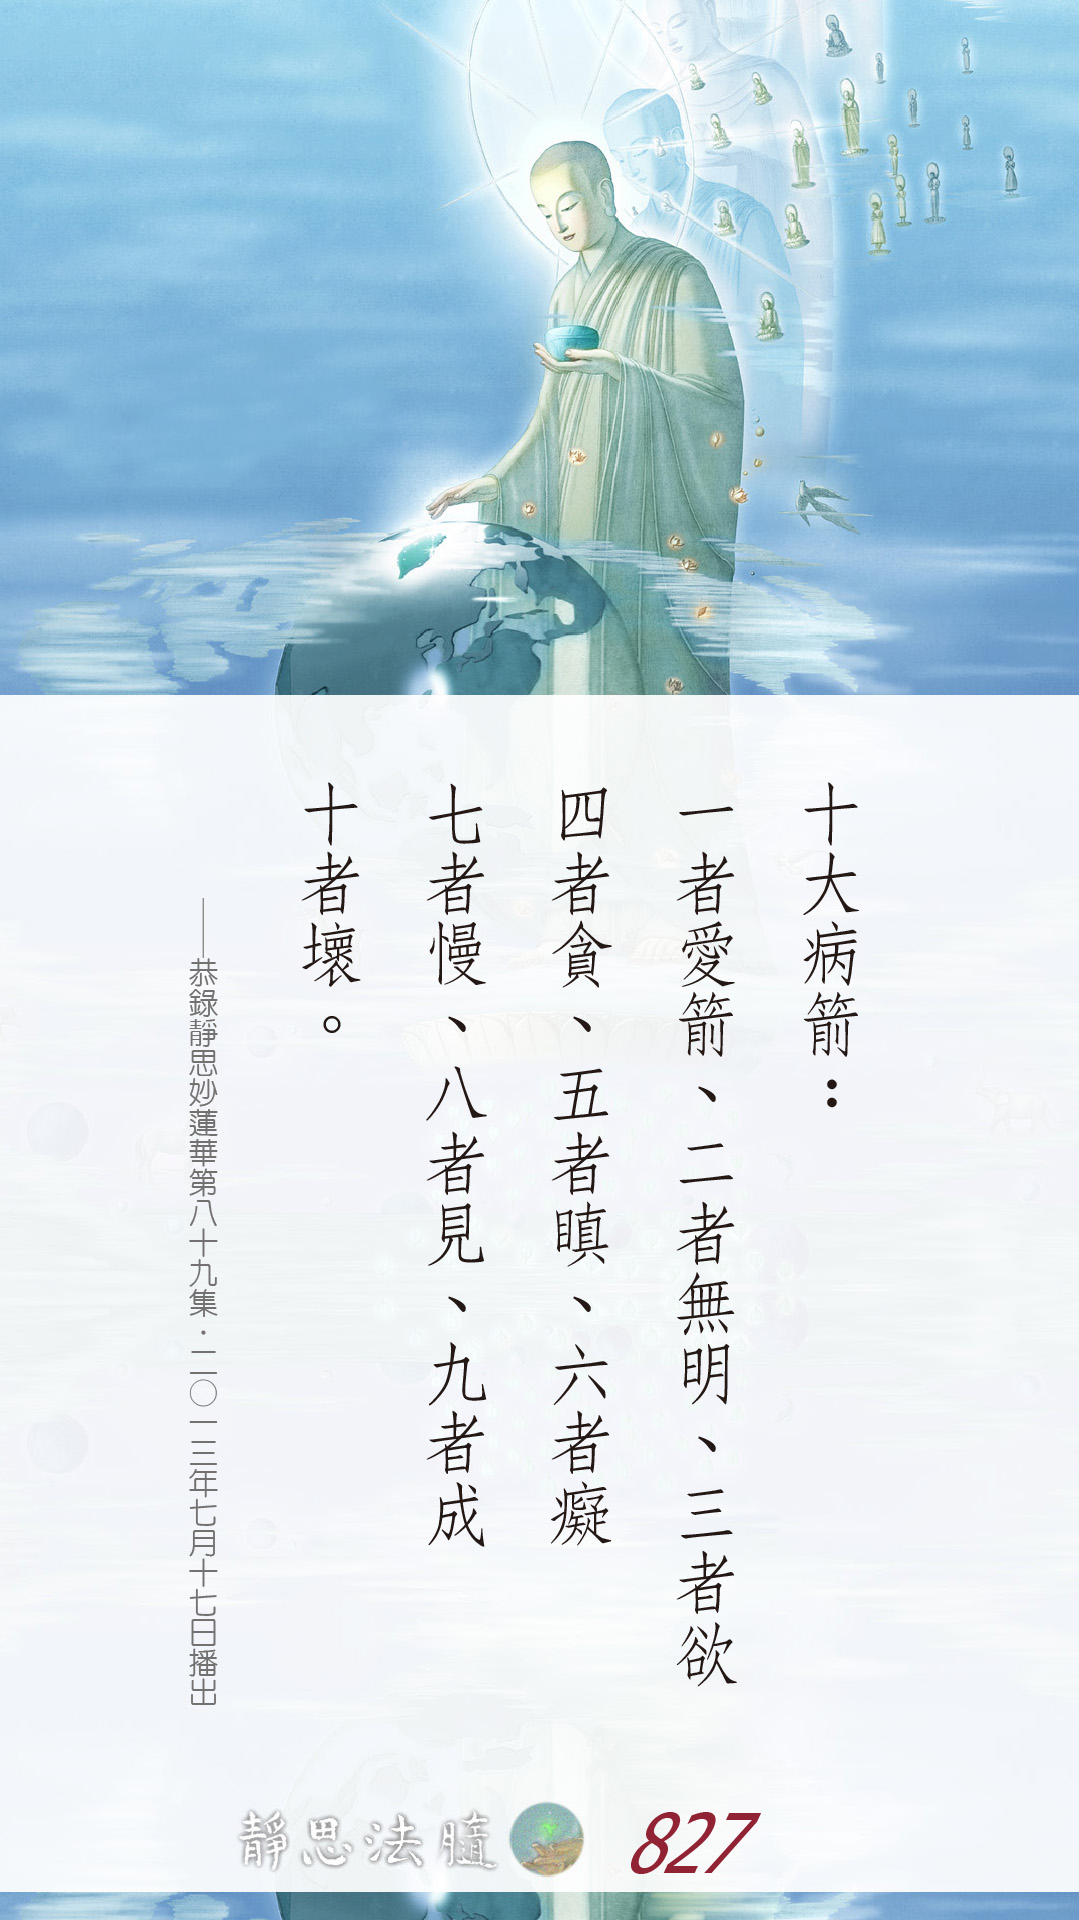 十大病箭：
一者愛箭、二者無明、三者欲
四者貪、五者瞋、六者癡
七者慢、八者見、九者成
十者壞。
──恭錄靜思妙蓮華第八十九集．二〇一三年七月十七日播出
靜思法髓
827